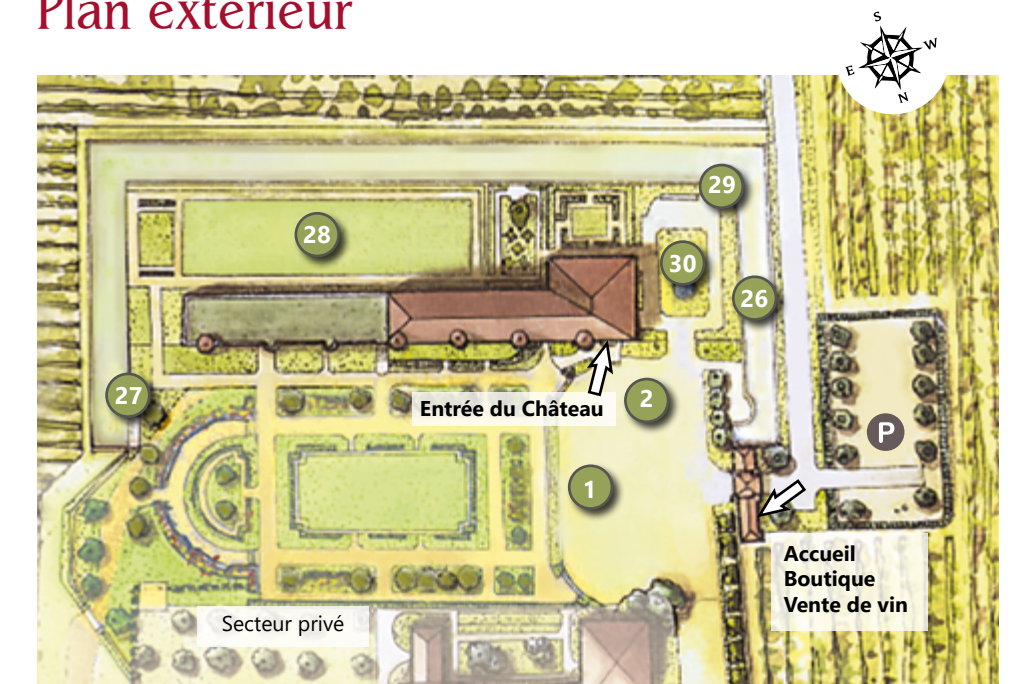 Plan extérieur
S
W
E
N
29
28
30
26
27
Entrée du Château
2
P
1
Accueil
Boutique
Vente de vin
Secteur privé